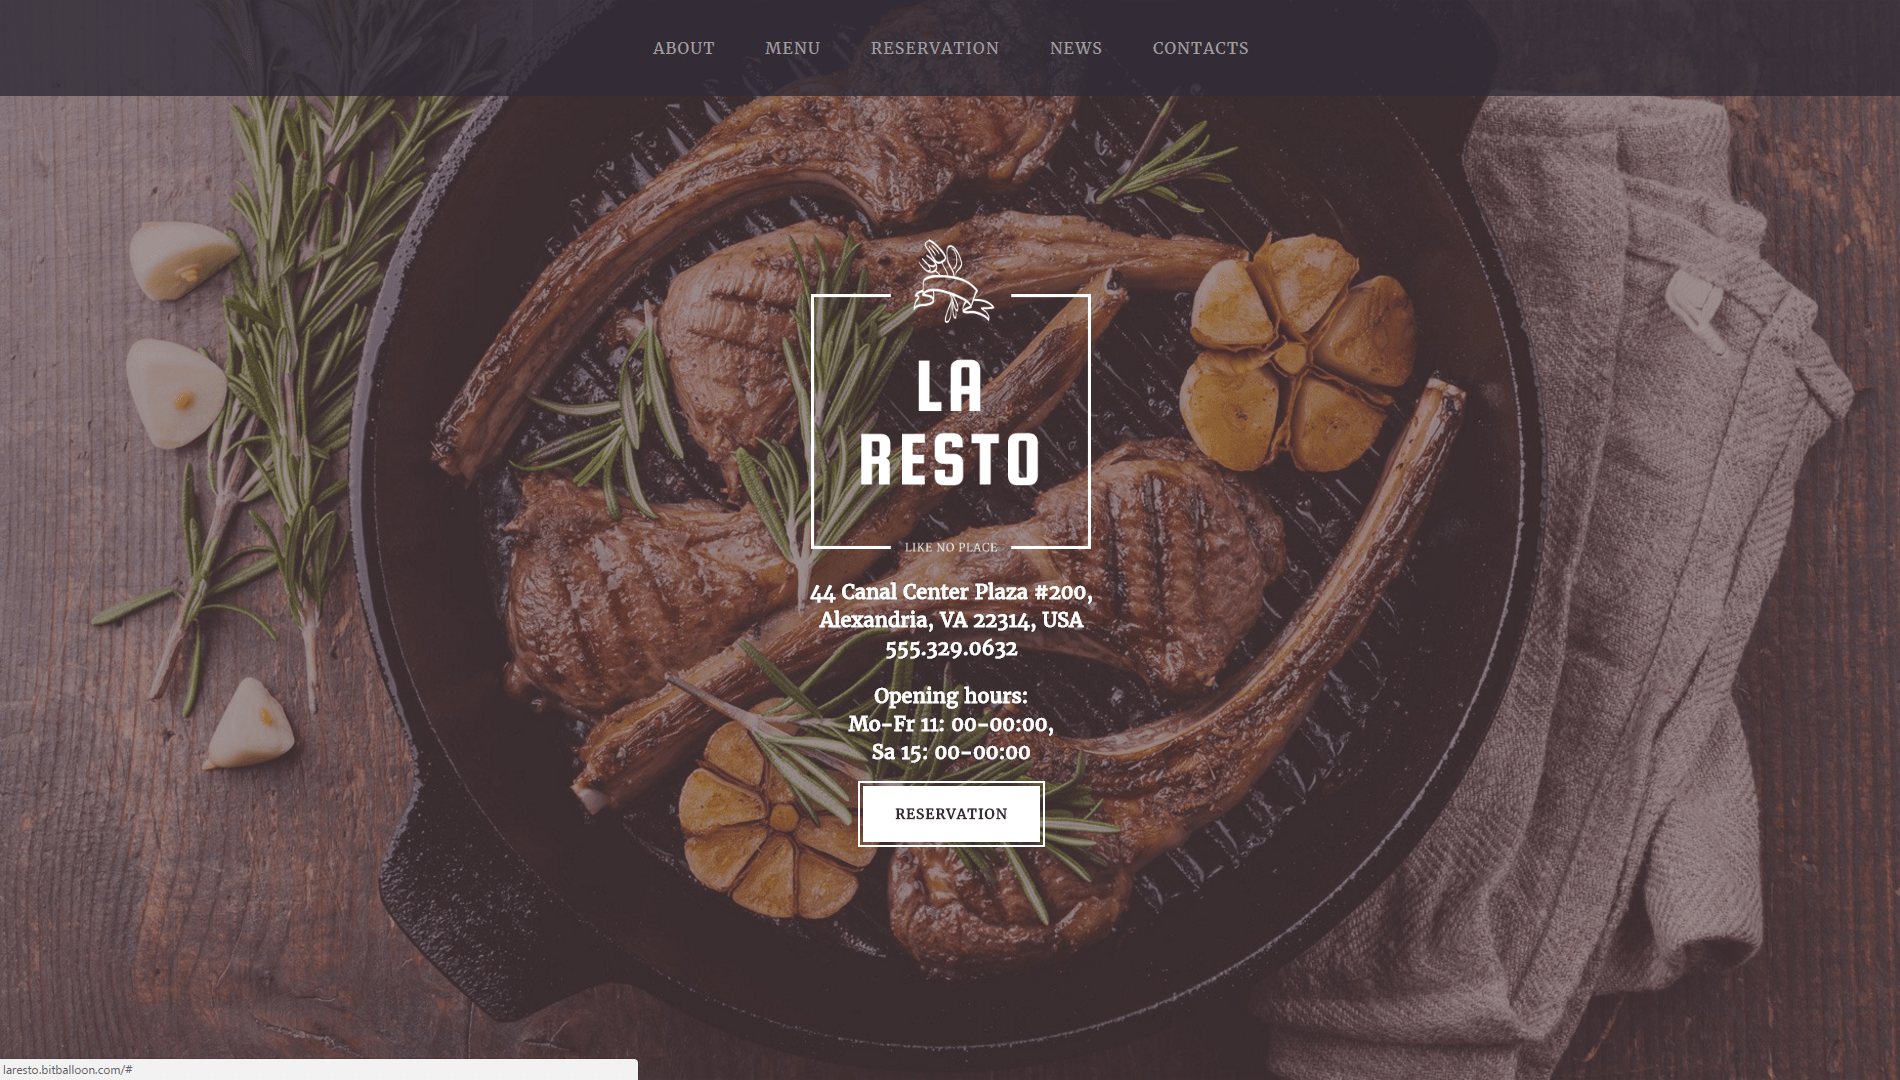 ABOUT MENU RESERVATION NEWS CONTACTS
LA
RESTO
LIKE NO PLACE
44 Canal Center Plaza #200,
Alexandria, VA 22314, USA
555.329.0632
Opening hours:
Mo-Fr 11: 00-00:00,
Sa 15: 00-00:00
RESERVATION
laresto.bitballoon.com/#